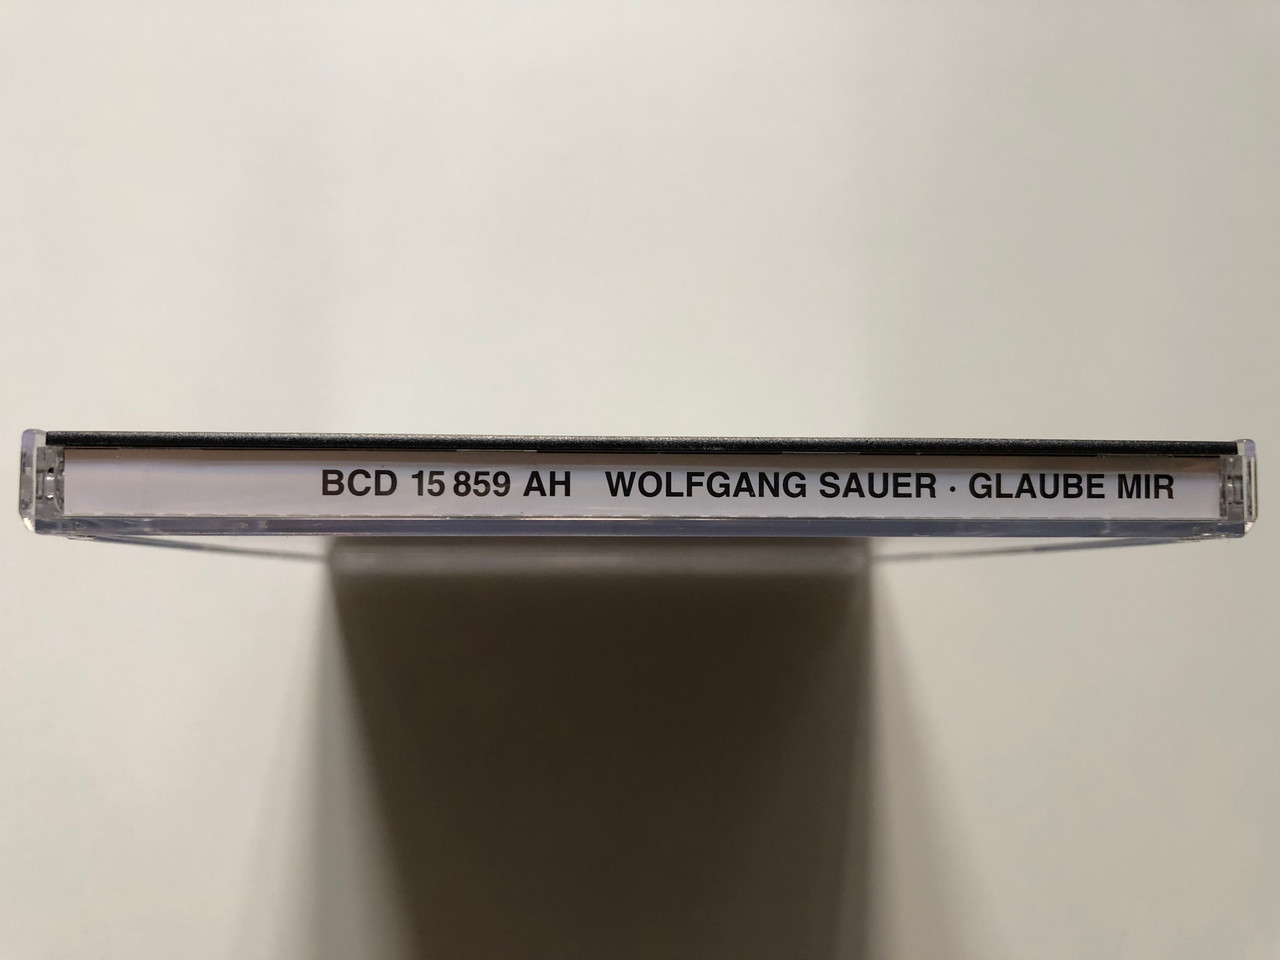 BCD 15 859 AH WOLFGANG SAUER · GLAUBE MIR